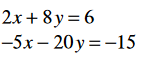 2x + 8y = 6
-5x - 20y = -15